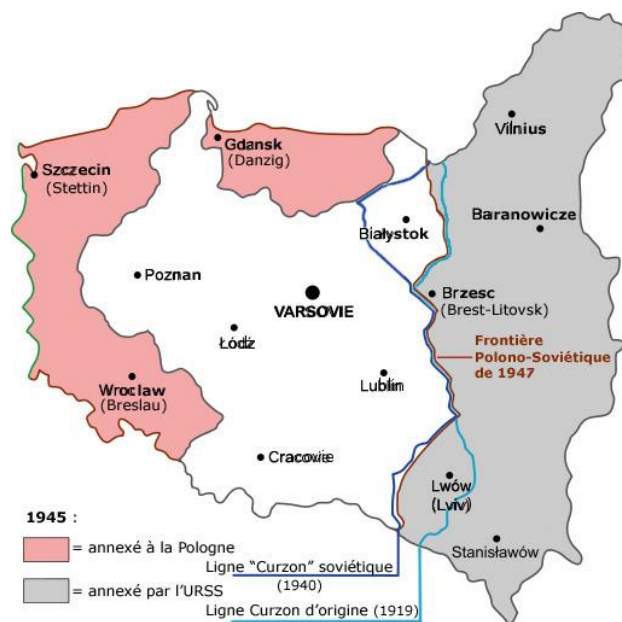 Vilnius
Gdansk
(Danzig)
Szczecin
(Stettin)
Baranowicze
Białystok
Poznan
Brzesc
(Brest-Litovsk)
VARSOVIE
Łódź
Frontière
Polono-Soviétique
de 1947
Wroclaw
(Breslau)
Lublin
Cracovie
Lwów
(Lviv)
1945 :
= annexé à la Pologne
Stanisławów
Ligne “Curzon” soviétique
(1940)
= annexé par l’URSS
Ligne Curzon d’origine (1919)